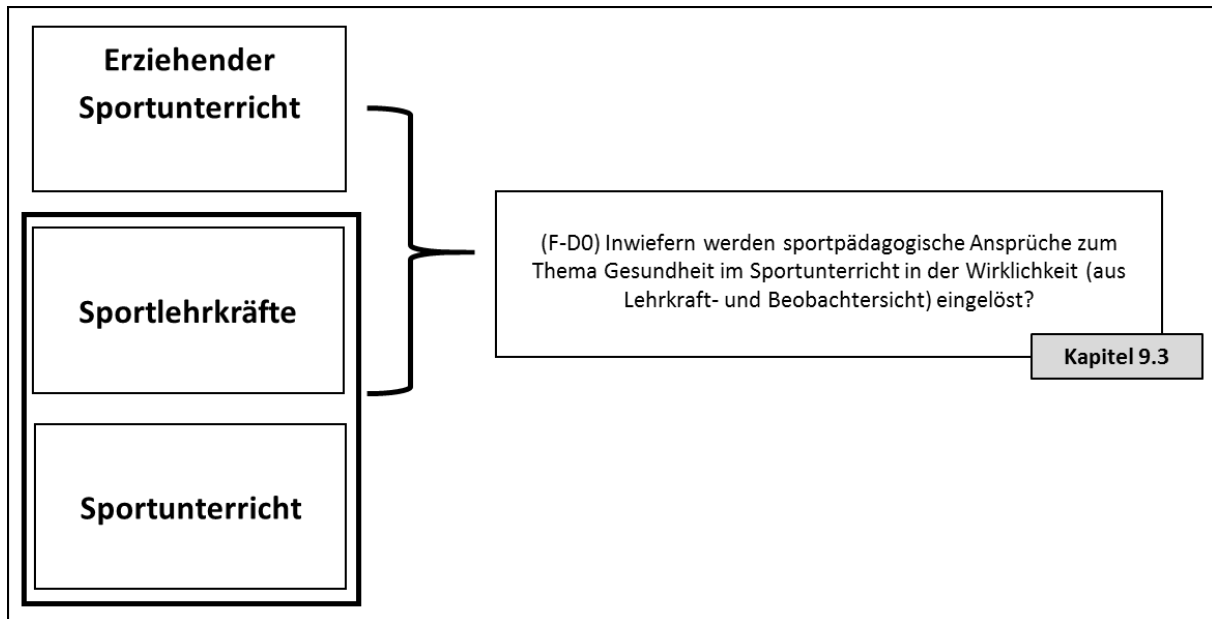 Erziehender
Sportunterricht
Sportlehrkräfte
Sportunterricht
(F-D0) Inwiefern werden sportpädagogische Ansprüche zum
Thema Gesundheit im Sportunterricht in der Wirklichkeit (aus
Lehrkraft- und Beobachtersicht) eingelöst?
Kapitel 9.3